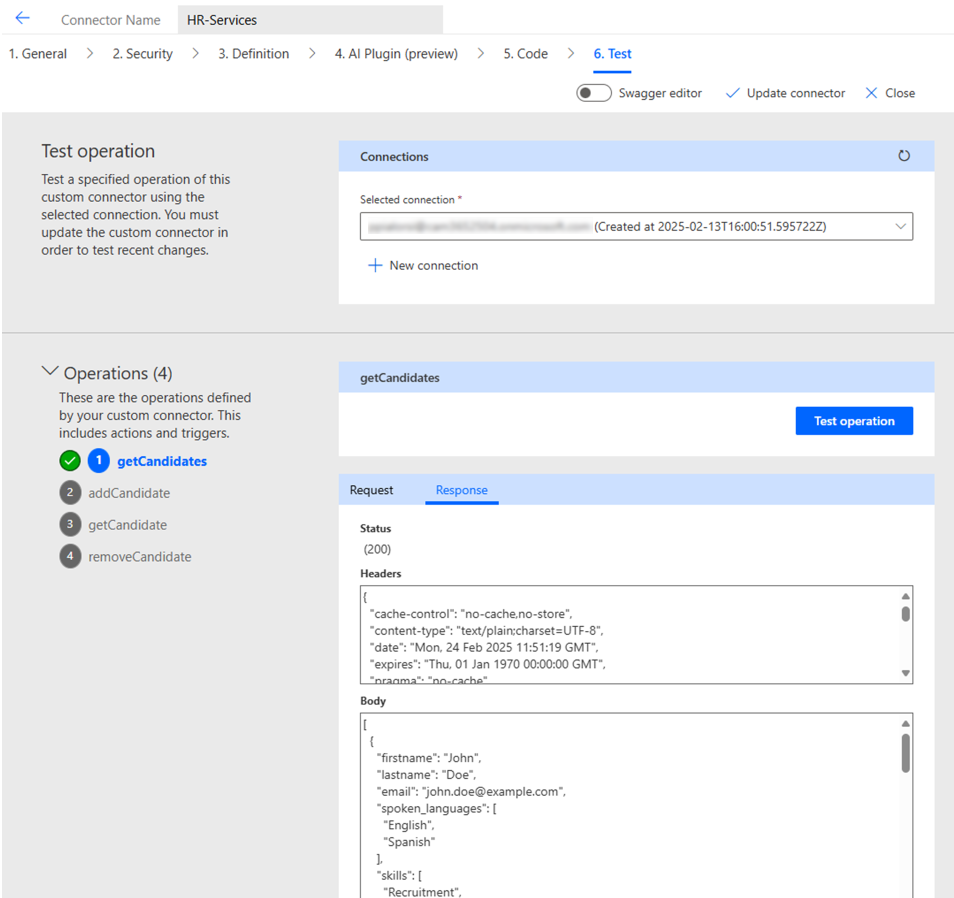 Connector Name HR-Services
1. General > 2. Security > 3. Definition > 4. AI Plugin (preview) > 5. Code > 6. Test
Swagger editor Update connector Close
Test operation
Test a specified operation of this
custom connector using the
selected connection. You must
update the custom connector in
order to test recent changes.
Connections
Selected connection *
(Created at 2025-02-13T16:00:51.595722Z)
New connection
Operations (4)
These are the operations defined
by your custom connector. This
includes actions and triggers.
1 getCandidates
2 addCandidate
3 getCandidate
4 removeCandidate
getCandidates
Test operation
Request Response
Status
(200)
Headers
{
"cache-control": "no-cache,no-store",
"content-type": "text/plain;charset=UTF-8",
"date": "Mon, 24 Feb 2025 11:51:19 GMT",
"expires": "Thu, 01 Jan 1970 00:00:00 GMT",
"pragma": "no-cache"
Body
[
{
"firstname": "John",
"lastname": "Doe",
"email": "john.doe@example.com",
"spoken_languages": [
"English",
"Spanish"
],
"skills": [
"Recruitment",